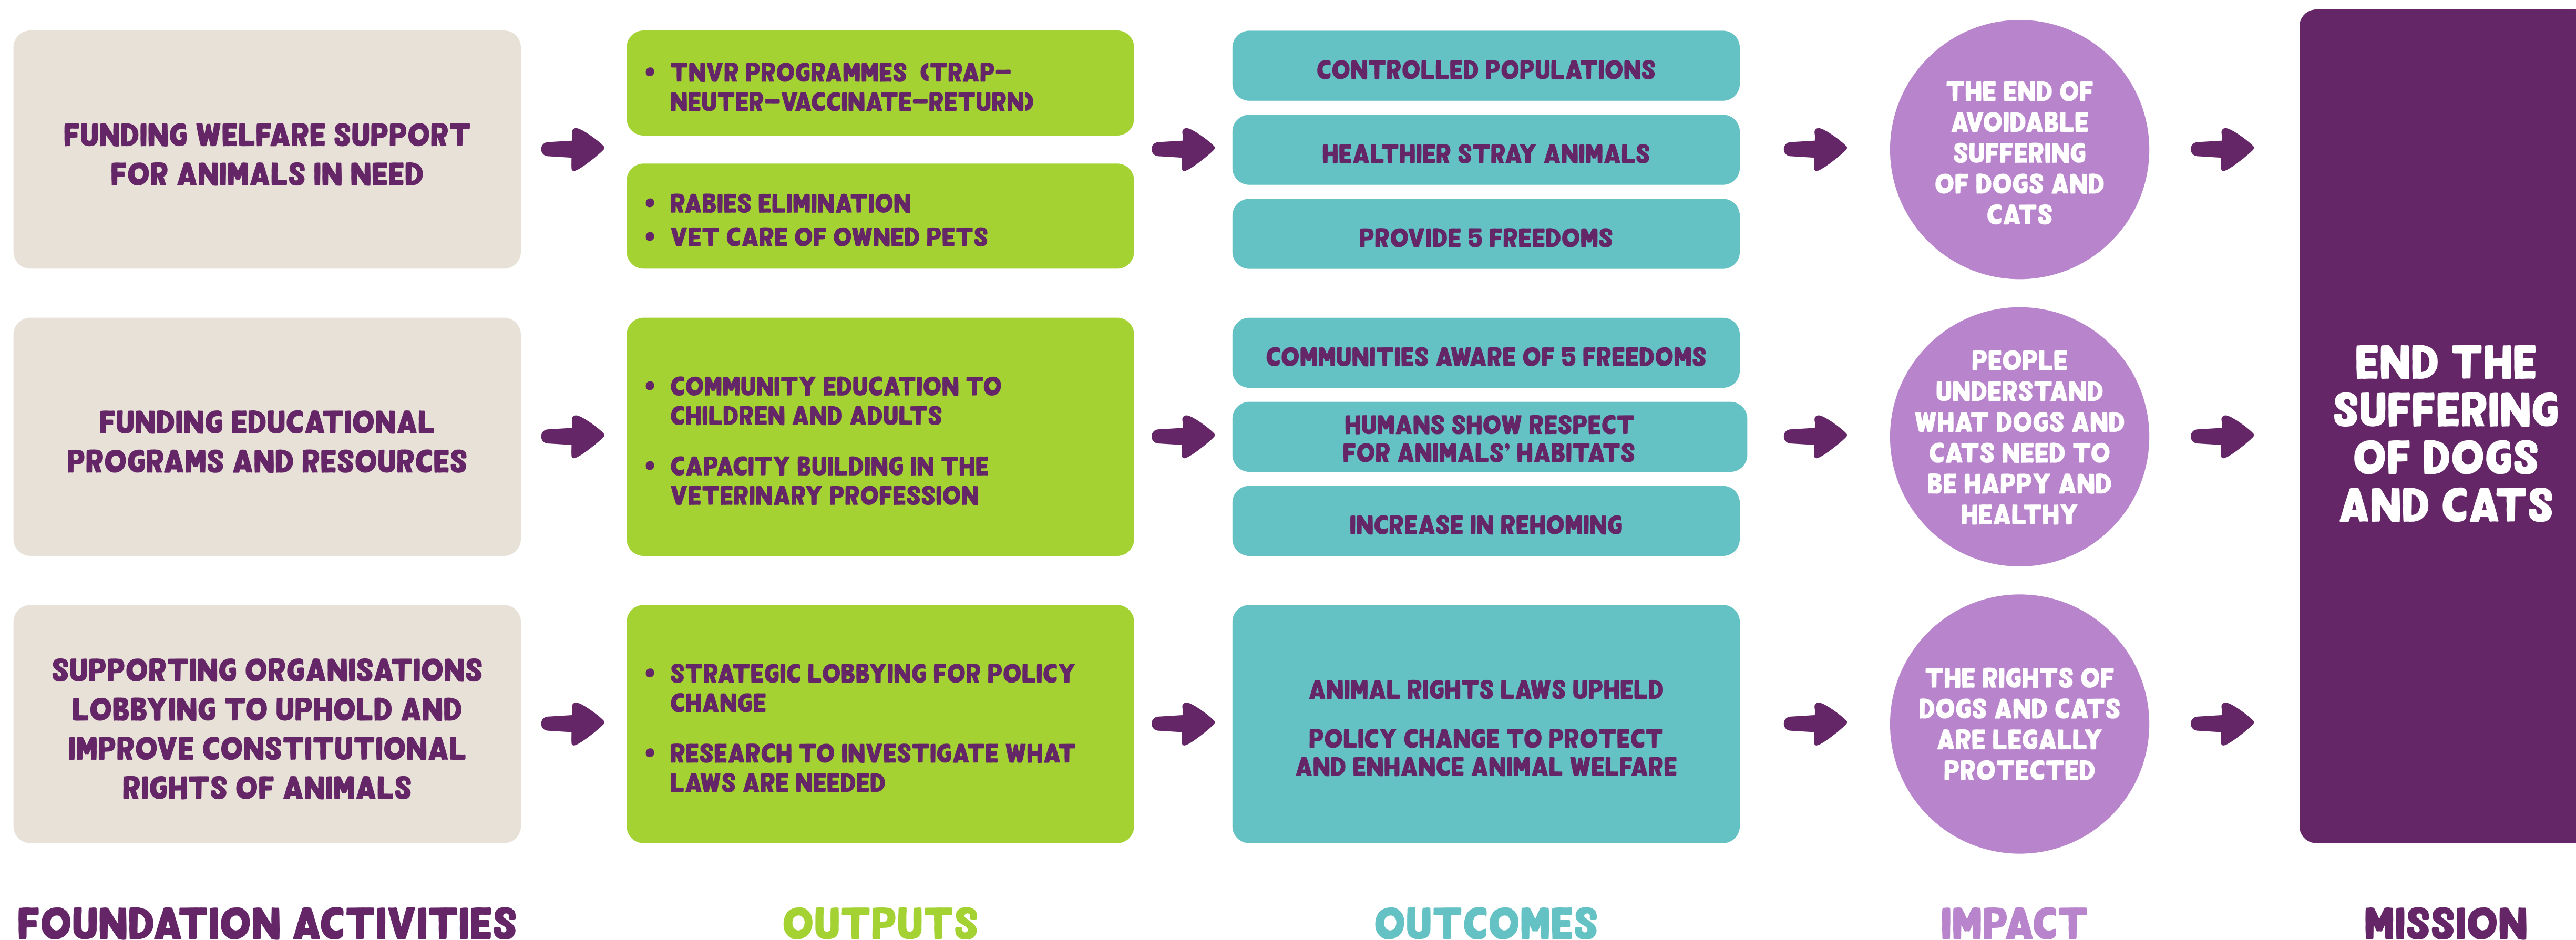 FUNDING WELFARE SUPPORT
FOR ANIMALS IN NEED
• TNVR PROGRAMMES (TRAP-
NEUTER-VACCINATE-RETURN)
• RABIES ELIMINATION
• VET CARE OF OWNED PETS
CONTROLLED POPULATIONS
HEALTHIER STRAY ANIMALS
PROVIDE 5 FREEDOMS
THE END OF
AVOIDABLE
SUFFERING
OF DOGS AND
CATS
FUNDING EDUCATIONAL
PROGRAMS AND RESOURCES
• COMMUNITY EDUCATION TO
CHILDREN AND ADULTS
• CAPACITY BUILDING IN THE
VETERINARY PROFESSION
COMMUNITIES AWARE OF 5 FREEDOMS
HUMANS SHOW RESPECT
FOR ANIMALS' HABITATS
INCREASE IN REHOMING
PEOPLE
UNDERSTAND
WHAT DOGS AND
CATS NEED TO
BE HAPPY AND
HEALTHY
SUPPORTING ORGANISATIONS
LOBBYING TO UPHOLD AND
IMPROVE CONSTITUTIONAL
RIGHTS OF ANIMALS
• STRATEGIC LOBBYING FOR POLICY
CHANGE
• RESEARCH TO INVESTIGATE WHAT
LAWS ARE NEEDED
ANIMAL RIGHTS LAWS UPHELD
POLICY CHANGE TO PROTECT
AND ENHANCE ANIMAL WELFARE
THE RIGHTS OF
DOGS AND CATS
ARE LEGALLY
PROTECTED
END THE
SUFFERING
OF DOGS
AND CATS
FOUNDATION ACTIVITIES
OUTPUTS
OUTCOMES
IMPACT
MISSION